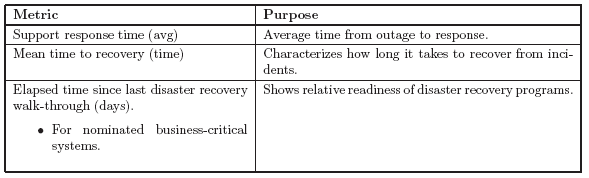 Metric Purpose
Support response time (avg) Average time from outage to response.
Mean time to recovery (time) Characterizes how long it takes to recover from inci-
dents.
Elapsed time since last disaster recovery Shows relative readiness of disaster recovery programs.
walk-through (days).
• For nominated business-critical
systems.